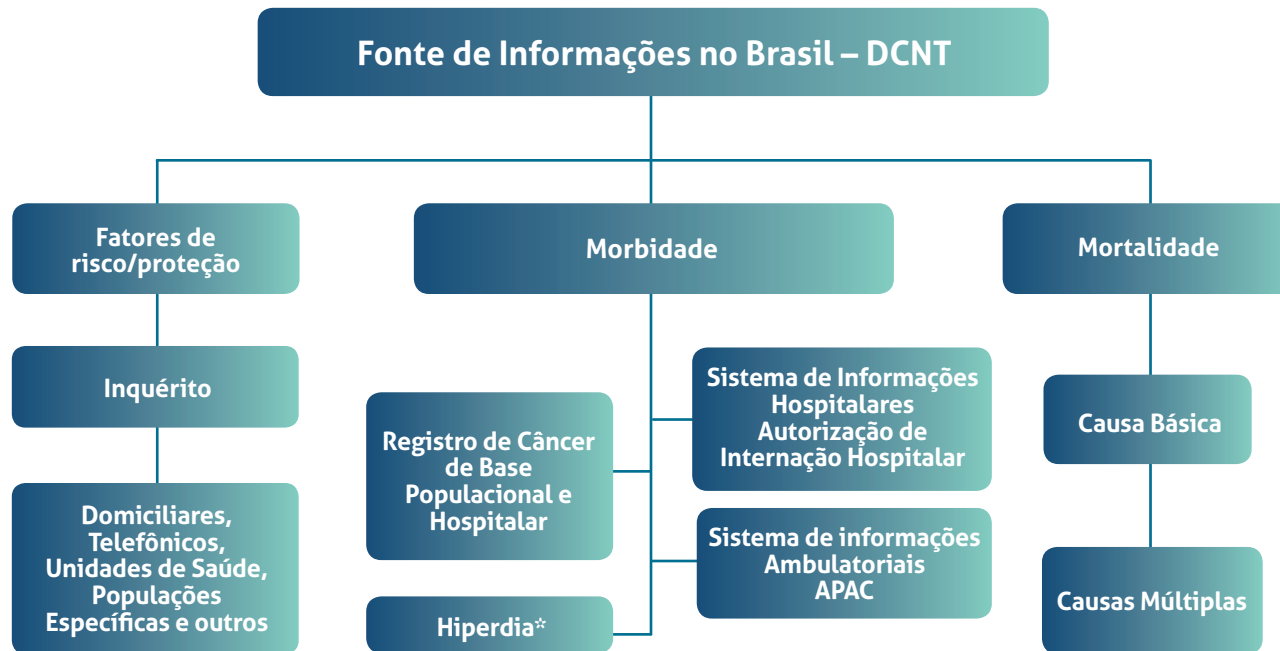 Fonte de Informações no Brasil – DCNT
Fatores de
risco/proteção
Morbidade
Mortalidade
Inquérito
Domiciliares,
Telefônicos,
Unidades de Saúde,
Populações
Específicas e outros
Registro de Câncer
de Base
Populacional e
Hospitalar
Hiperdia*
Sistema de Informações
Hospitalares
Autorização de
Internação Hospitalar
Sistema de informações
Ambulatoriais
APAC
Causa Básica
Causas Múltiplas